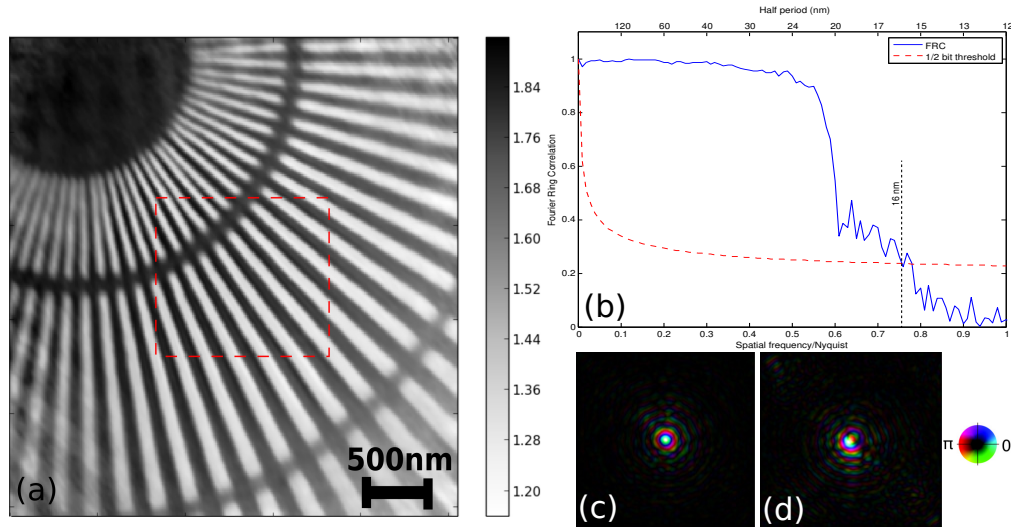 (a)
500nm
1.84
1.76
1.68
1.60
1.52
1.44
1.36
1.28
1.20
Half period (nm)
120 60 40 30 24 20 17 15 13 12
FRC
1/2 bit threshold
Fourier Ring Correlation
1
0.8
0.6
0.4
0.2
0
16 nm
(b)
0 0.1 0.2 0.3 0.4 0.5 0.6 0.7 0.8 0.9 1
Spatial frequency/Nyquist
(c)
(d)
π 0